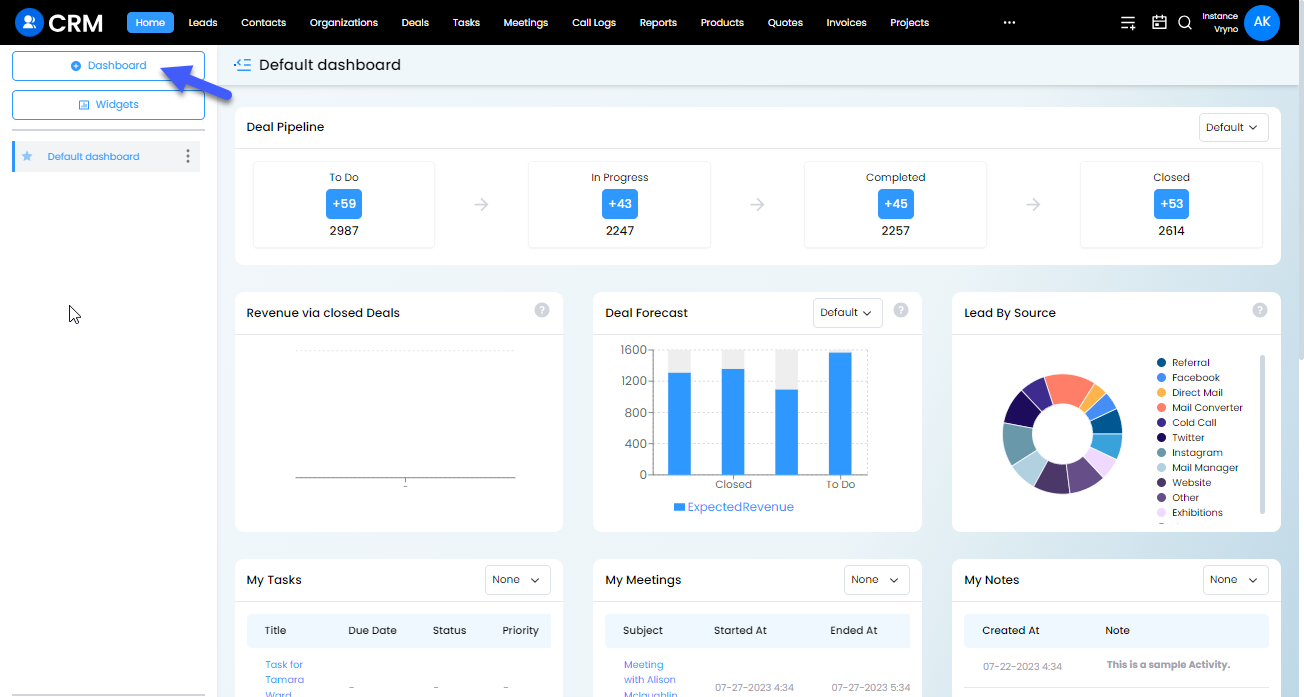 CRM Home Leads Contacts Organizations Deals Tasks Meetings Call Logs Reports Products Quotes Invoices Projects ··· Instance
Vryno
AK
Dashboard
Widgets
Default dashboard
Default dashboard
Deal Pipeline
Default
To Do
+59
2987
In Progress
+43
2247
Completed
+45
2257
Closed
+53
2614
Revenue via closed Deals
?
-
Deal Forecast
Default
?
1600
1200
800
400
0
Closed To Do
ExpectedRevenue
Lead By Source
?
Referral
Facebook
Direct Mail
Mail Converter
Cold Call
Twitter
Instagram
Mail Manager
Website
Other
Exhibitions
My Tasks
None
Title Due Date Status Priority
Task for
Tamara
Ward
- - -
My Meetings
None
Subject Started At Ended At
Meeting
with Alison
Mclaughlin
07-27-2023 4:34 07-27-2023 5:34
My Notes
None
Created At Note
07-22-2023 4:34 This is a sample Activity.